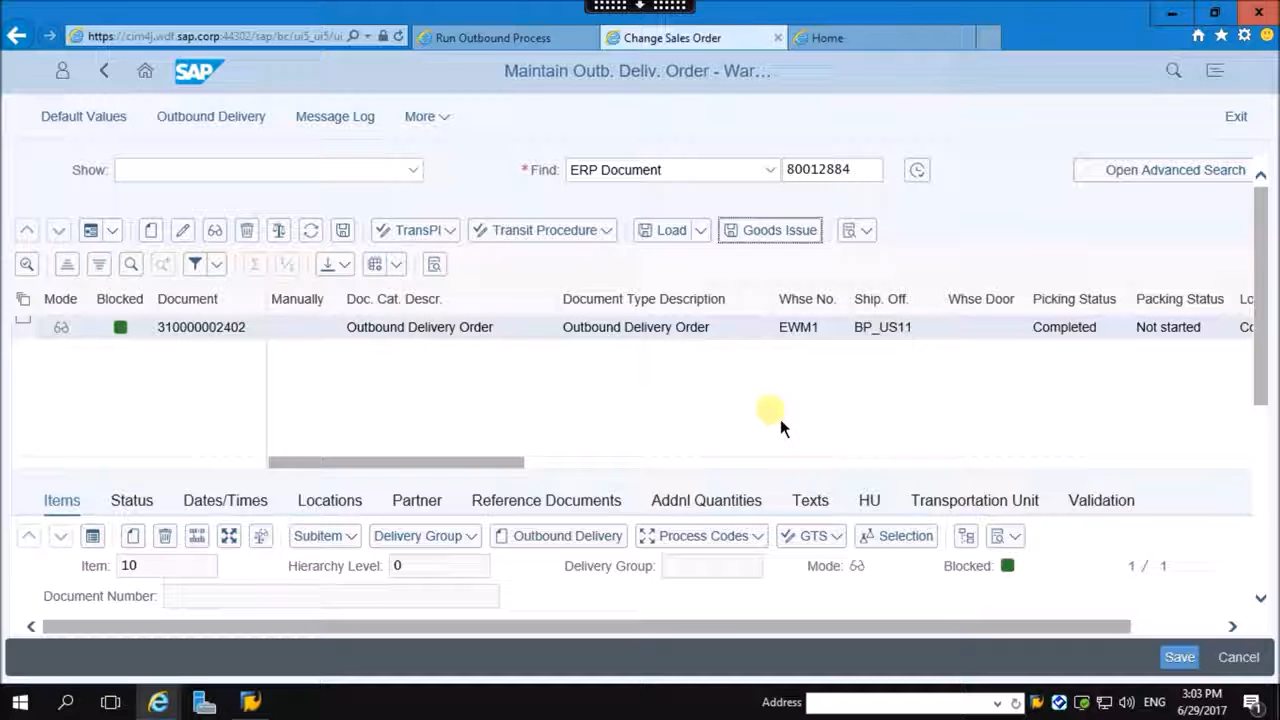 https://cim4j.wdf.sap.corp:44302/sap/bc/ui5_ui5/ui
Run Outbound Process
Change Sales Order
Home
SAP
Maintain Outb. Deliv. Order - War...
Default Values
Outbound Delivery
Message Log
More
Exit
Show:
* Find:
ERP Document
80012884
Open Advanced Search
TransPl
Transit Procedure
Load
Goods Issue
Mode
Blocked
Document
Manually
Doc. Cat. Descr.
Document Type Description
Whse No.
Ship. Off.
Whse Door
Picking Status
Packing Status
Lo
310000002402
Outbound Delivery Order
Outbound Delivery Order
EWM1
BP_US11
Completed
Not started
Co
Items
Status
Dates/Times
Locations
Partner
Reference Documents
Addnl Quantities
Texts
HU
Transportation Unit
Validation
Subitem
Delivery Group
Outbound Delivery
Process Codes
GTS
Selection
Item:
10
Hierarchy Level:
0
Delivery Group:
Mode:
Blocked:
1 / 1
Document Number:
Save
Cancel
Address
ENG
3:03 PM
6/29/2017
1